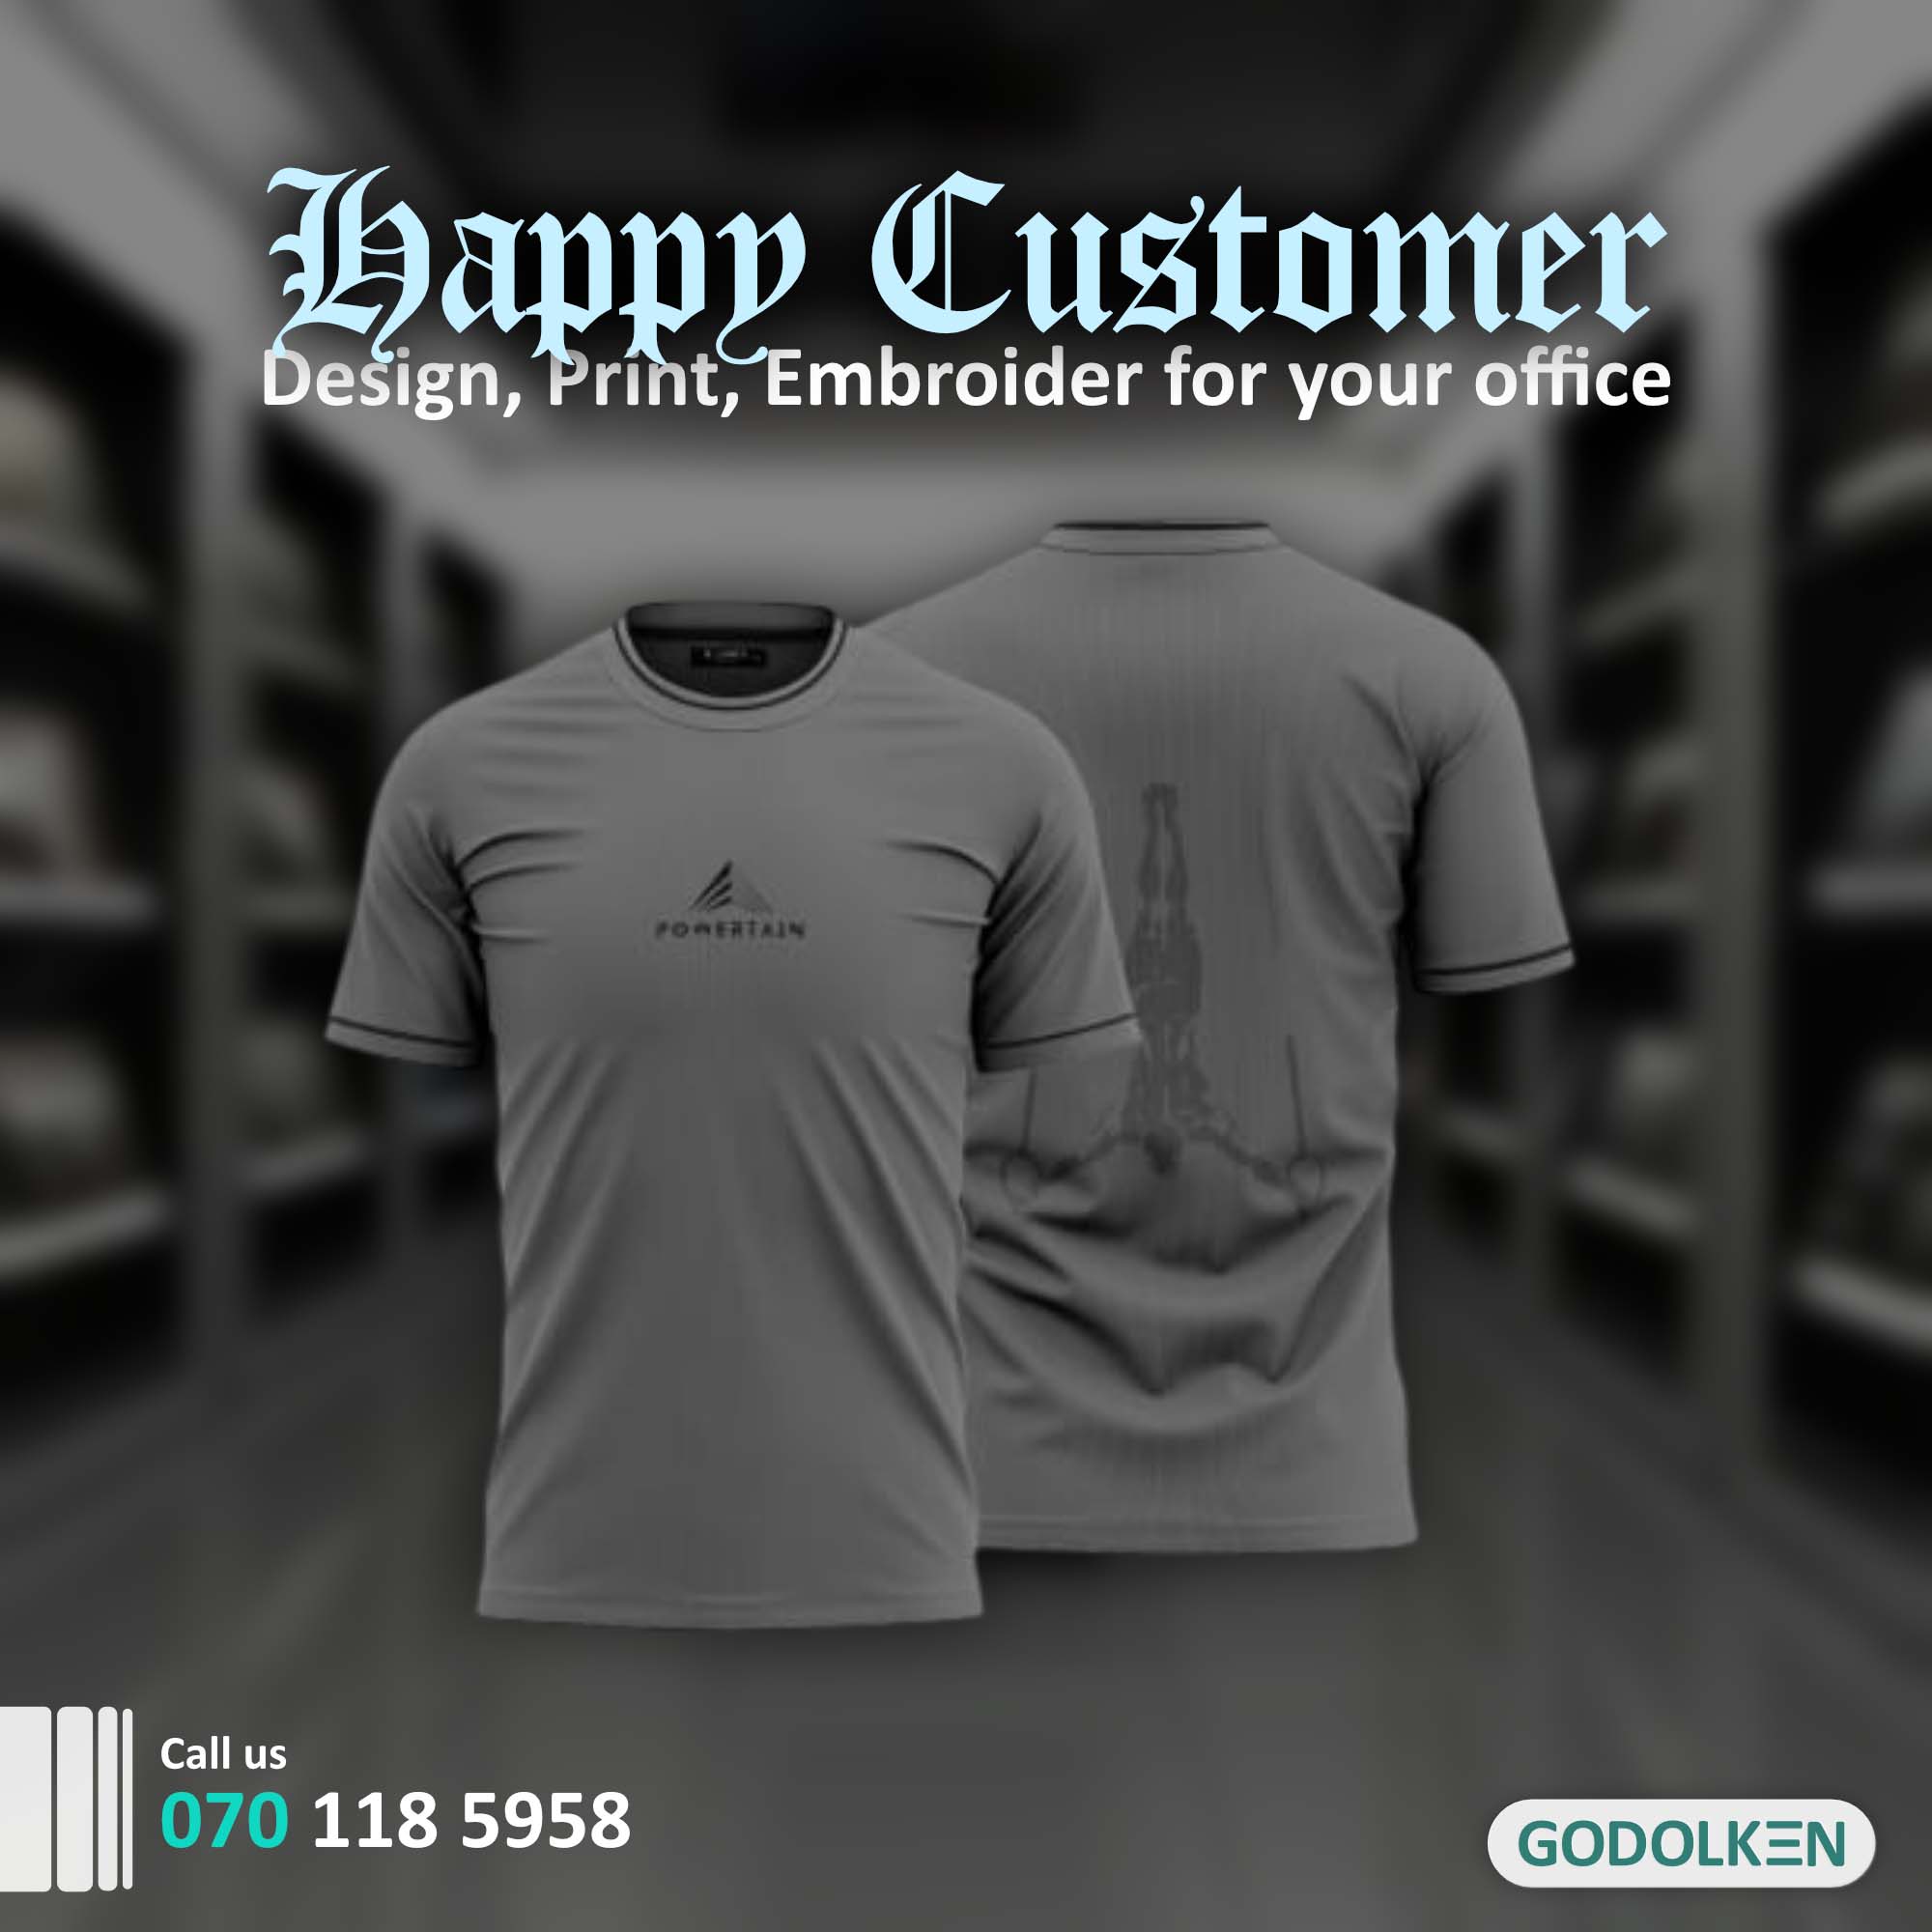 Happy Customer
Design, Print, Embroider for your office
POWERTAIN
Call us
070 118 5958
GODOLKEN